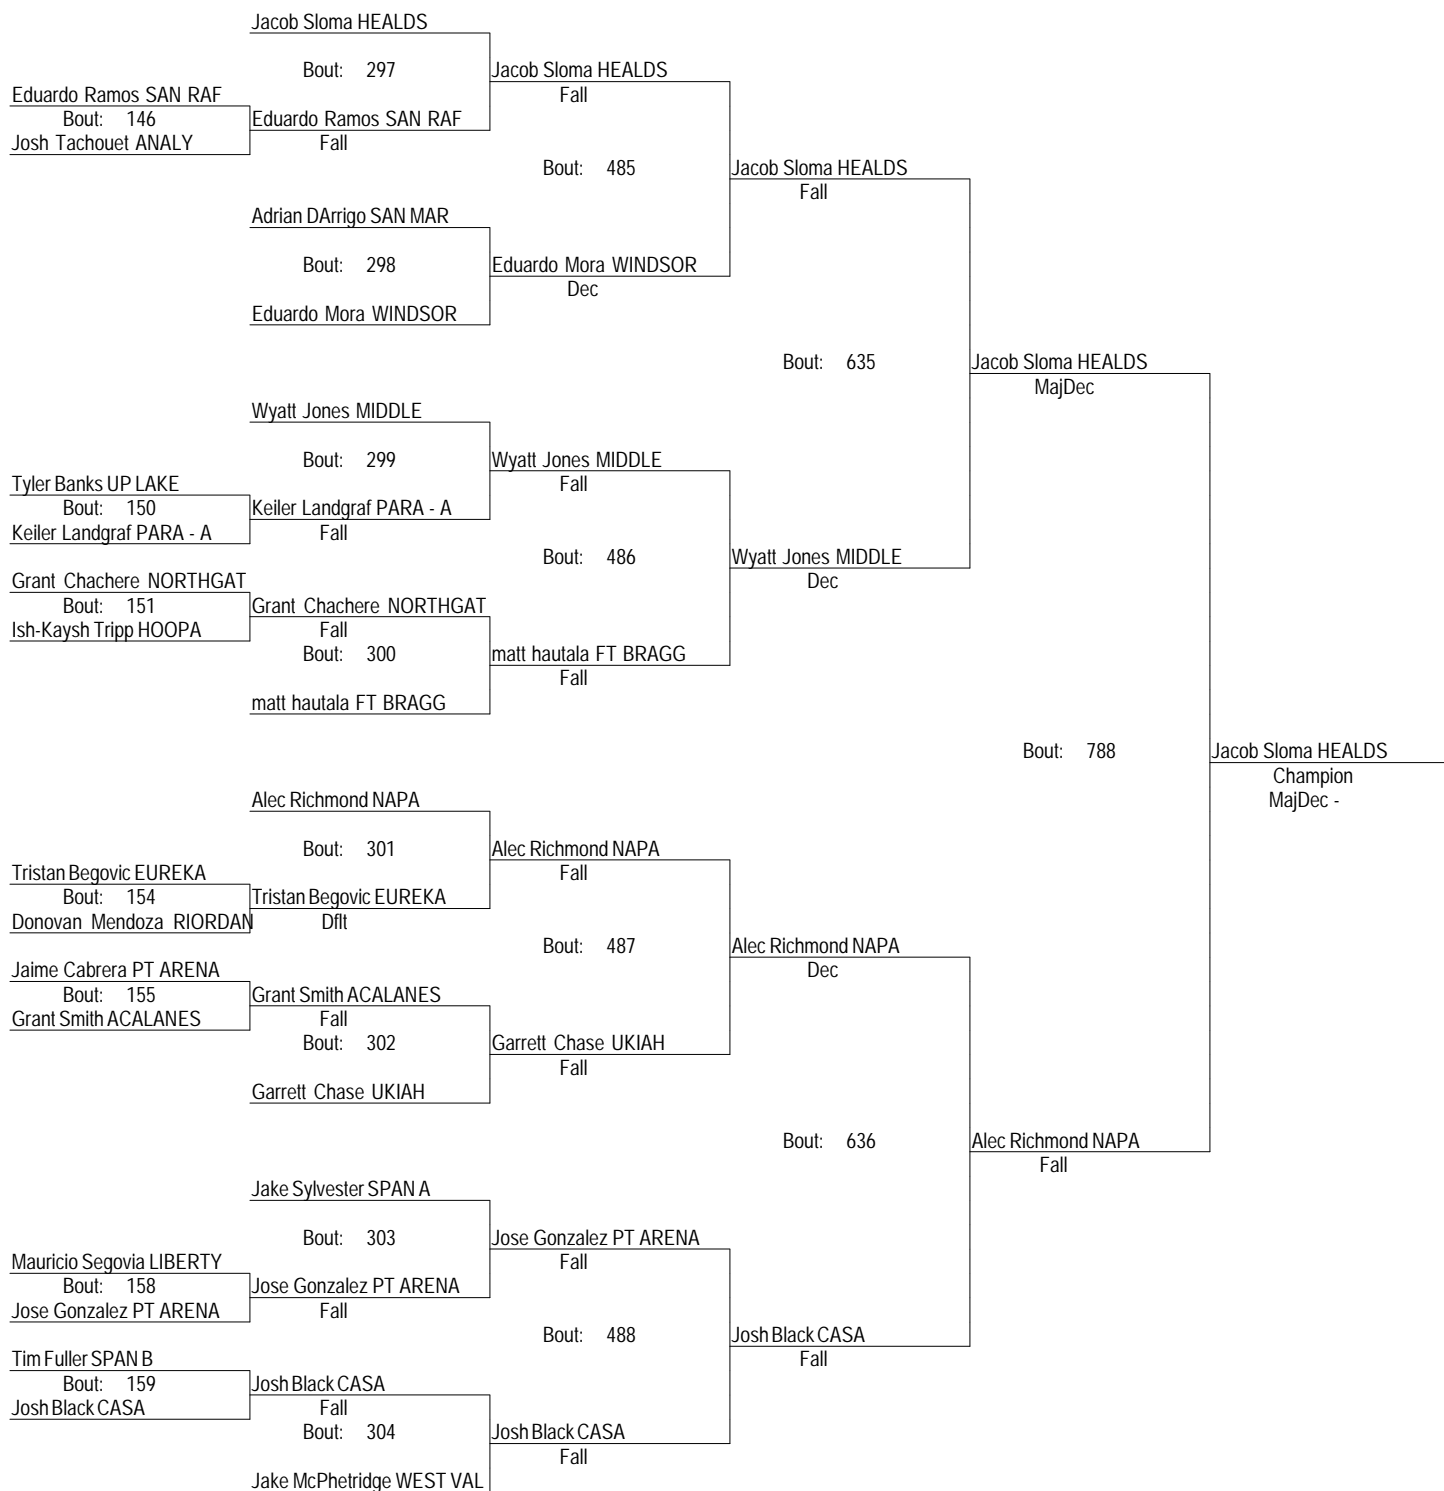 Jacob Sloma HEALDS
Bout: 297
Jacob Sloma HEALDS
Eduardo Ramos SAN RAF
Fall
Bout: 146
Eduardo Ramos SAN RAF
Josh Tachouet ANALY
Fall
Bout: 485
Jacob Sloma HEALDS
Fall
Adrian DArrigo SAN MAR
Bout: 298
Eduardo Mora WINDSOR
Dec
Eduardo Mora WINDSOR
Bout: 635
Jacob Sloma HEALDS
MajDec
Wyatt Jones MIDDLE
Bout: 299
Wyatt Jones MIDDLE
Tyler Banks UP LAKE
Fall
Bout: 150
Keiler Landgraf PARA - A
Keiler Landgraf PARA - A
Fall
Bout: 486
Wyatt Jones MIDDLE
Grant Chachere NORTHGAT
Dec
Bout: 151
Grant Chachere NORTHGAT
Ish-Kaysh Tripp HOOPA
Fall
Bout: 300
matt hautala FT BRAGG
Fall
matt hautala FT BRAGG
Bout: 788
Jacob Sloma HEALDS
Champion
MajDec -
Alec Richmond NAPA
Bout: 301
Alec Richmond NAPA
Tristan Begovic EUREKA
Fall
Bout: 154
Tristan Begovic EUREKA
Donovan Mendoza RIORDAN
Dflt
Bout: 487
Alec Richmond NAPA
Jaime Cabrera PT ARENA
Dec
Bout: 155
Grant Smith ACALANES
Grant Smith ACALANES
Fall
Bout: 302
Garrett Chase UKIAH
Fall
Garrett Chase UKIAH
Bout: 636
Alec Richmond NAPA
Fall
Jake Sylvester SPAN A
Bout: 303
Jose Gonzalez PT ARENA
Mauricio Segovia LIBERTY
Fall
Bout: 158
Jose Gonzalez PT ARENA
Jose Gonzalez PT ARENA
Fall
Bout: 488
Josh Black CASA
Tim Fuller SPAN B
Fall
Bout: 159
Josh Black CASA
Josh Black CASA
Fall
Bout: 304
Josh Black CASA
Fall
Jake McPhetridge WEST VAL